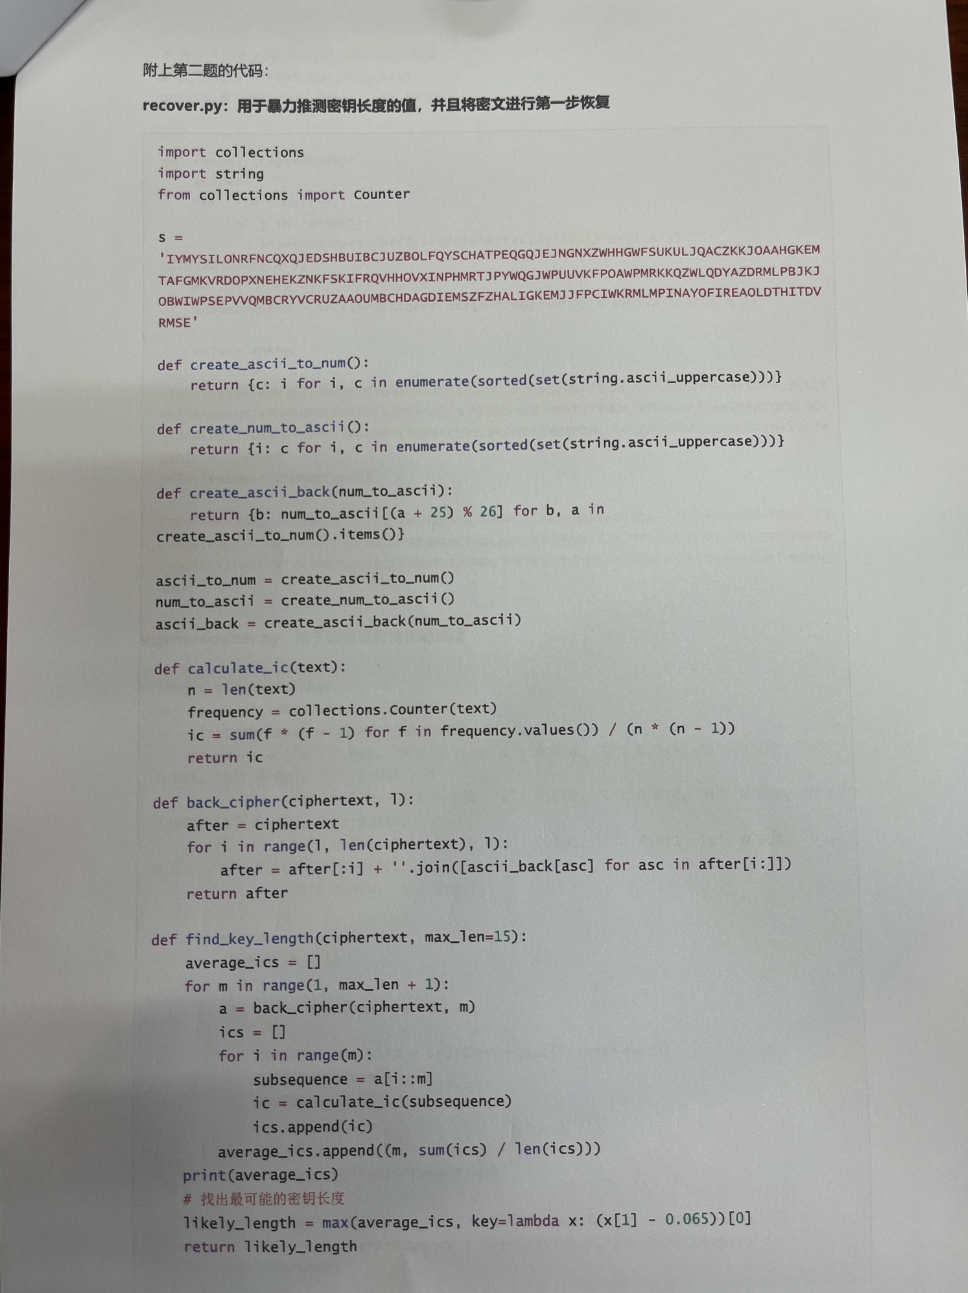 附上第二题的代码：
recover.py：用于暴力推测密钥长度的值，并且将密文进行第一步恢复
import collections
import string
from collections import Counter
s =
'IYMYSILONRFNCQXQJEDSHBUIBCJUZBOLFQYSCHATPEQGQJEJNGNXZWHHGWFSUKULJQACZKKJOAAHGKEM
TAFGMKVRDOPXNEHEKZNKFSKIFRQVHHOVXINPHMRTJPYWQGJWPUUVKFPOAWPMRKKQZWLQDYAZDRMLPBJKJ
OBWIWPSEPVVQMBCRYVCRUZAAOUMBCHDAGDIEMSZFZHALIGKEMJJFPCIWKRMLMPINAYOFIREAOLDTHITDV
RMSE'
def create_ascii_to_num():
    return {c: i for i, c in enumerate(sorted(set(string.ascii_uppercase)))}
def create_num_to_ascii():
    return {i: c for i, c in enumerate(sorted(set(string.ascii_uppercase)))}
def create_ascii_back(num_to_ascii):
    return {b: num_to_ascii[(a + 25) % 26] for b, a in
create_ascii_to_num().items()}
ascii_to_num = create_ascii_to_num()
num_to_ascii = create_num_to_ascii()
ascii_back = create_ascii_back(num_to_ascii)
def calculate_ic(text):
    n = len(text)
    frequency = collections.Counter(text)
    ic = sum(f * (f - 1) for f in frequency.values()) / (n * (n - 1))
    return ic
def back_cipher(ciphertext, l):
    after = ciphertext
    for i in range(l, len(ciphertext), l):
        after = after[:i] + ''.join([ascii_back[asc] for asc in after[i:]])
    return after
def find_key_length(ciphertext, max_len=15):
    average_ics = []
    for m in range(1, max_len + 1):
        a = back_cipher(ciphertext, m)
        ics = []
        for i in range(m):
            subsequence = a[i::m]
            ic = calculate_ic(subsequence)
            ics.append(ic)
        average_ics.append((m, sum(ics) / len(ics)))
    print(average_ics)
    # 找出最可能的密钥长度
    likely_length = max(average_ics, key=lambda x: (x[1] - 0.065))[0]
    return likely_length